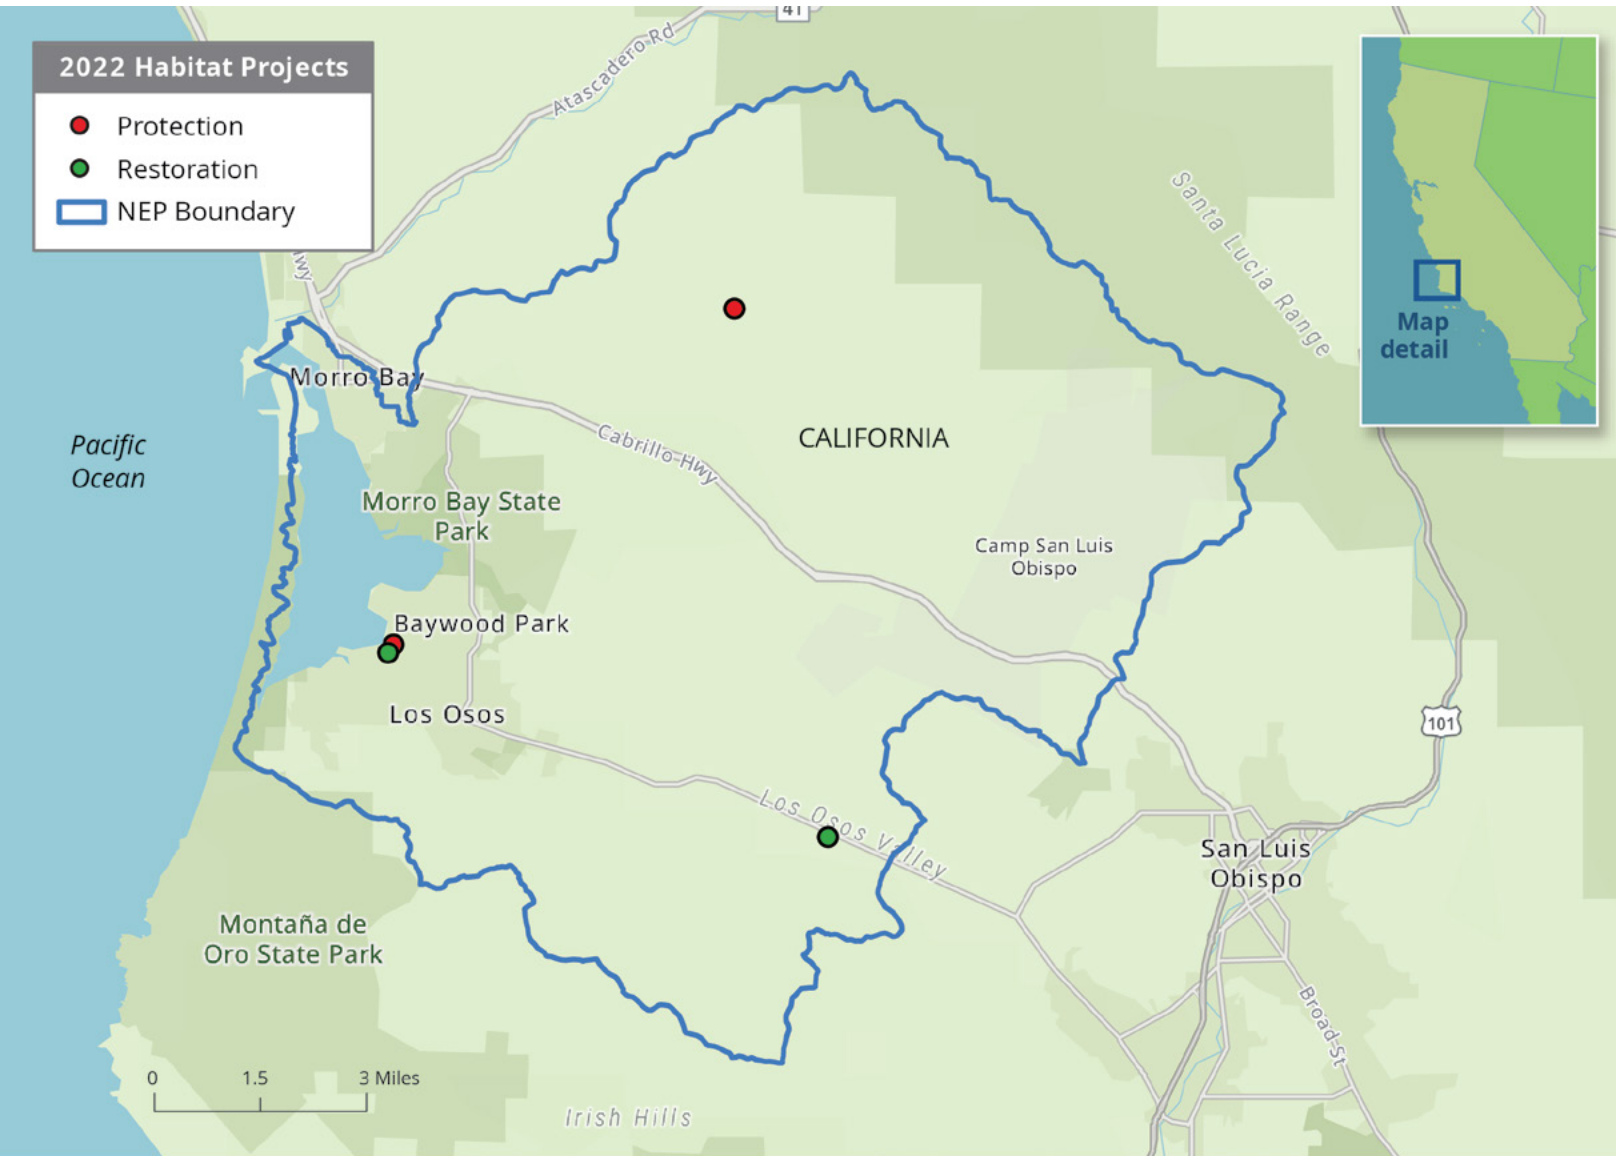 41
Atascadero Rd
2022 Habitat Projects
Protection
Restoration
NEP Boundary
Hwy
Santa Lucia Range
Map
detail
Morro Bay
Pacific
Ocean
Cabrillo Hwy
CALIFORNIA
Morro Bay State
Park
Camp San Luis
Obispo
Baywood Park
Los Osos
101
Los Osos Valley
San Luis
Obispo
Montaña de
Oro State Park
Broad St
0 1.5 3 Miles
Irish Hills